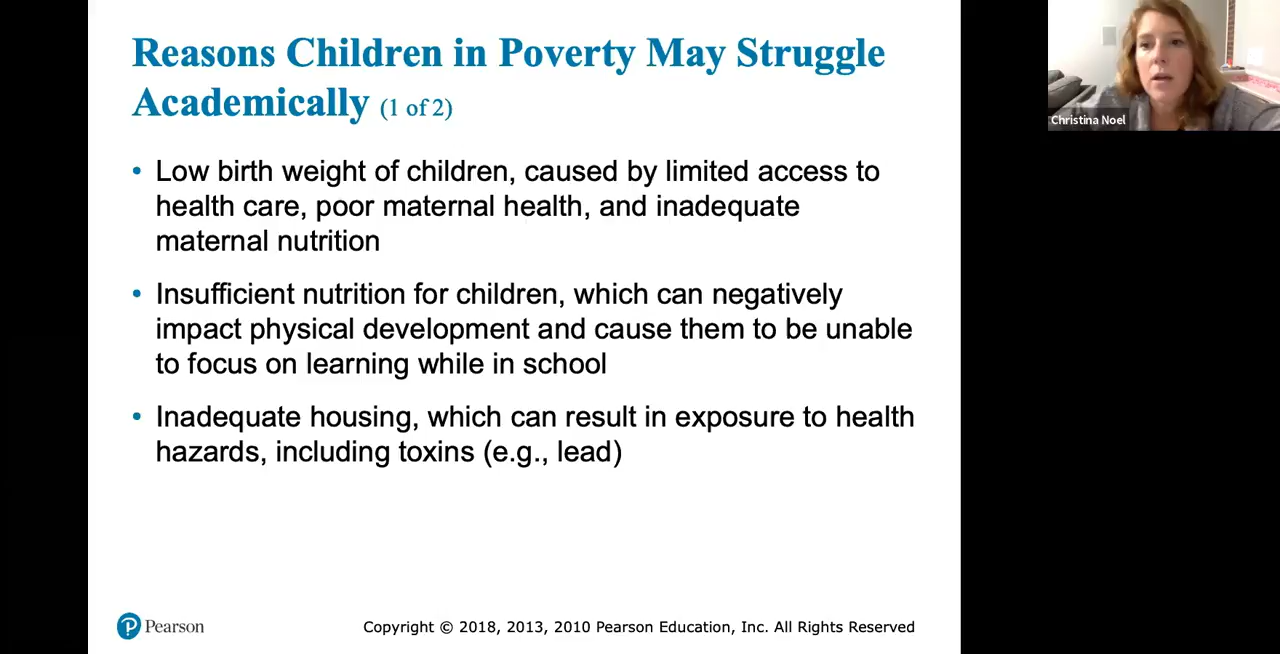 Reasons Children in Poverty May Struggle
Academically (1 of 2)
• Low birth weight of children, caused by limited access to
health care, poor maternal health, and inadequate
maternal nutrition
• Insufficient nutrition for children, which can negatively
impact physical development and cause them to be unable
to focus on learning while in school
• Inadequate housing, which can result in exposure to health
hazards, including toxins (e.g., lead)
P Pearson
Copyright © 2018, 2013, 2010 Pearson Education, Inc. All Rights Reserved
Christina Noel